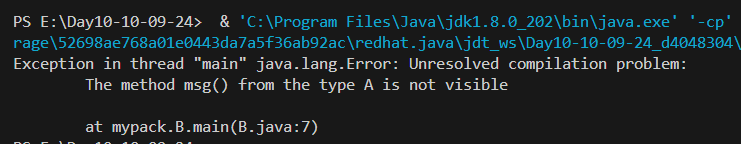 PS E:\Day10-10-09-24>  & 'C:\Program Files\Java\jdk1.8.0_202\bin\java.exe' '-cp'
rage\52698ae768a01e0443da7a5f36ab92ac\redhat.java\jdt_ws\Day10-10-09-24_d4048304\
Exception in thread "main" java.lang.Error: Unresolved compilation problem:
        The method msg() from the type A is not visible
        at mypack.B.main(B.java:7)
PS E:\Day10-10-09-24>